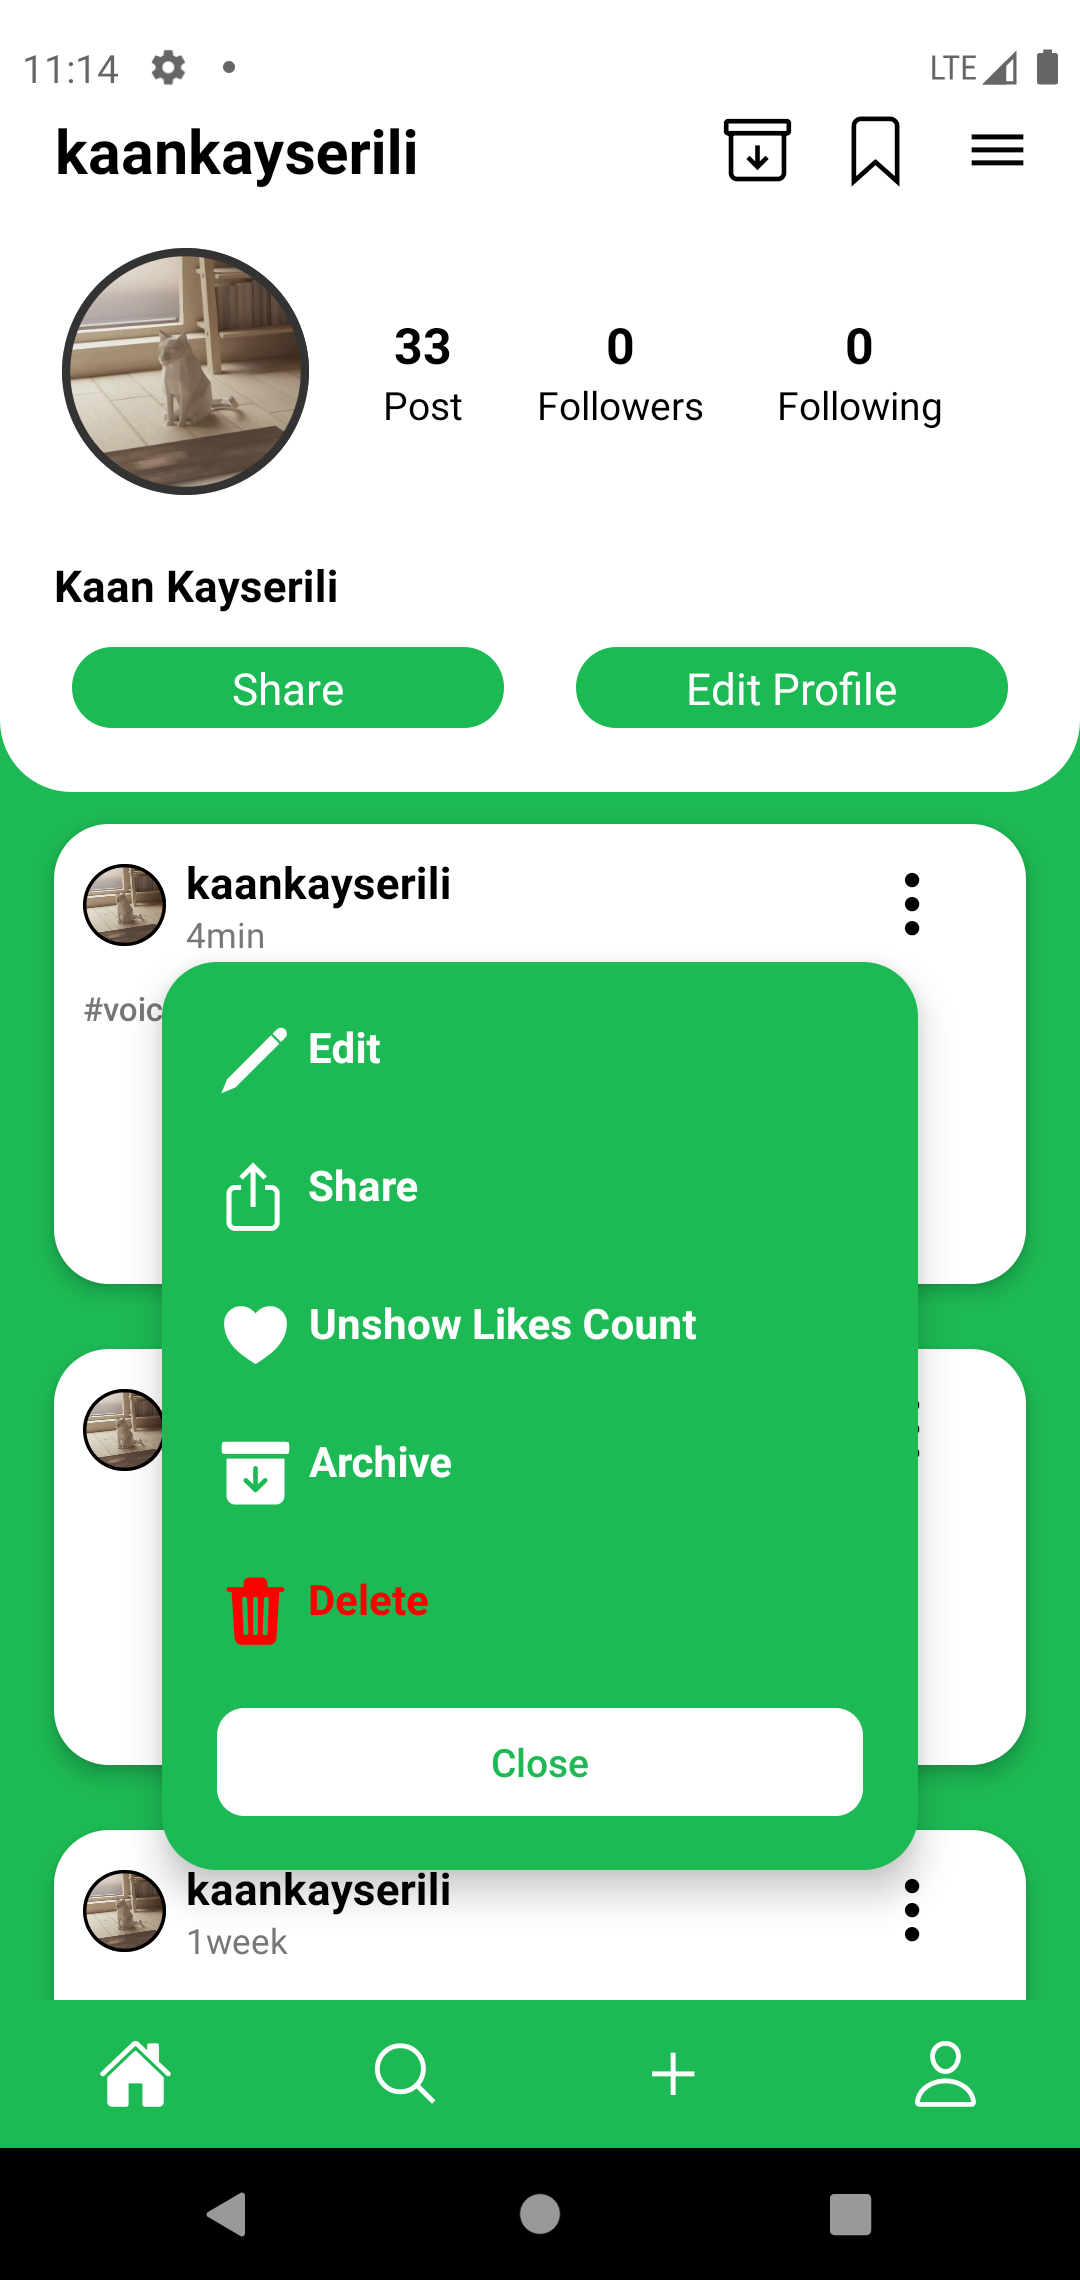 11:14
LTE
kaankayserili
33
Post
0
Followers
0
Following
Kaan Kayserili
Share
Edit Profile
kaankayserili
4min
#voic
Edit
Share
Unshow Likes Count
Archive
Delete
Close
kaankayserili
1week